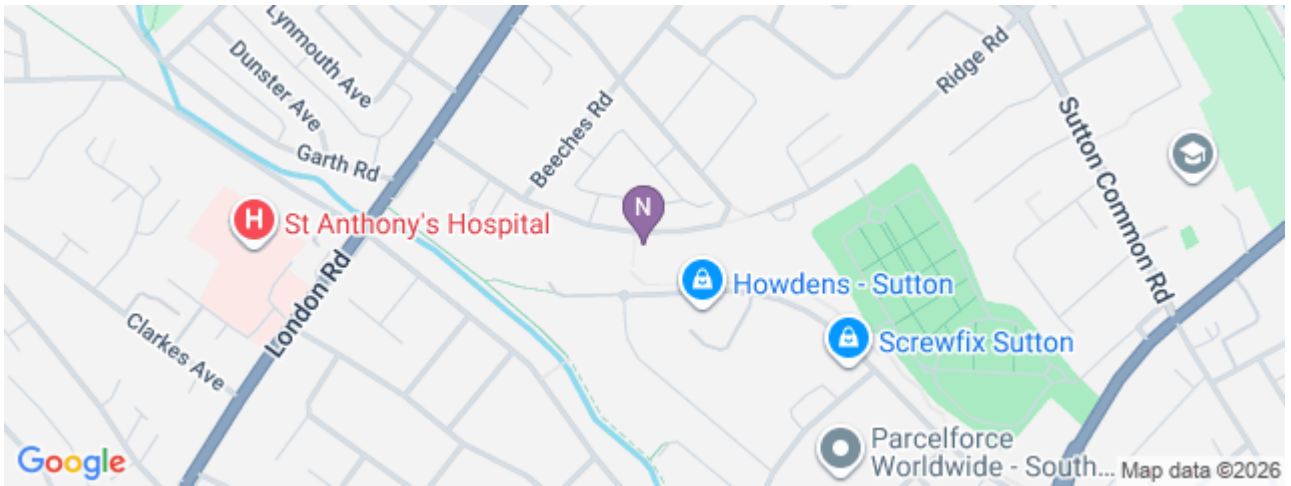 Lynmouth Ave
Dunster Ave
Garth Rd
Beeches Rd
Ridge Rd
Sutton Common Rd
N
H
St Anthony's Hospital
London Rd
Clarkes Ave
Howdens - Sutton
Screwfix Sutton
Parcelforce
Worldwide - South...
Google
Map data ©2026